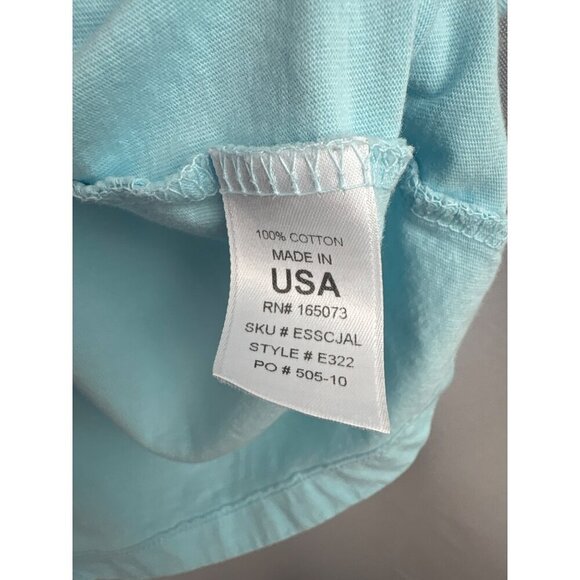 100% COTTON
MADE IN
USA
RN# 165073
SKU # ESSCJAL
STYLE # E322
PO # 505-10